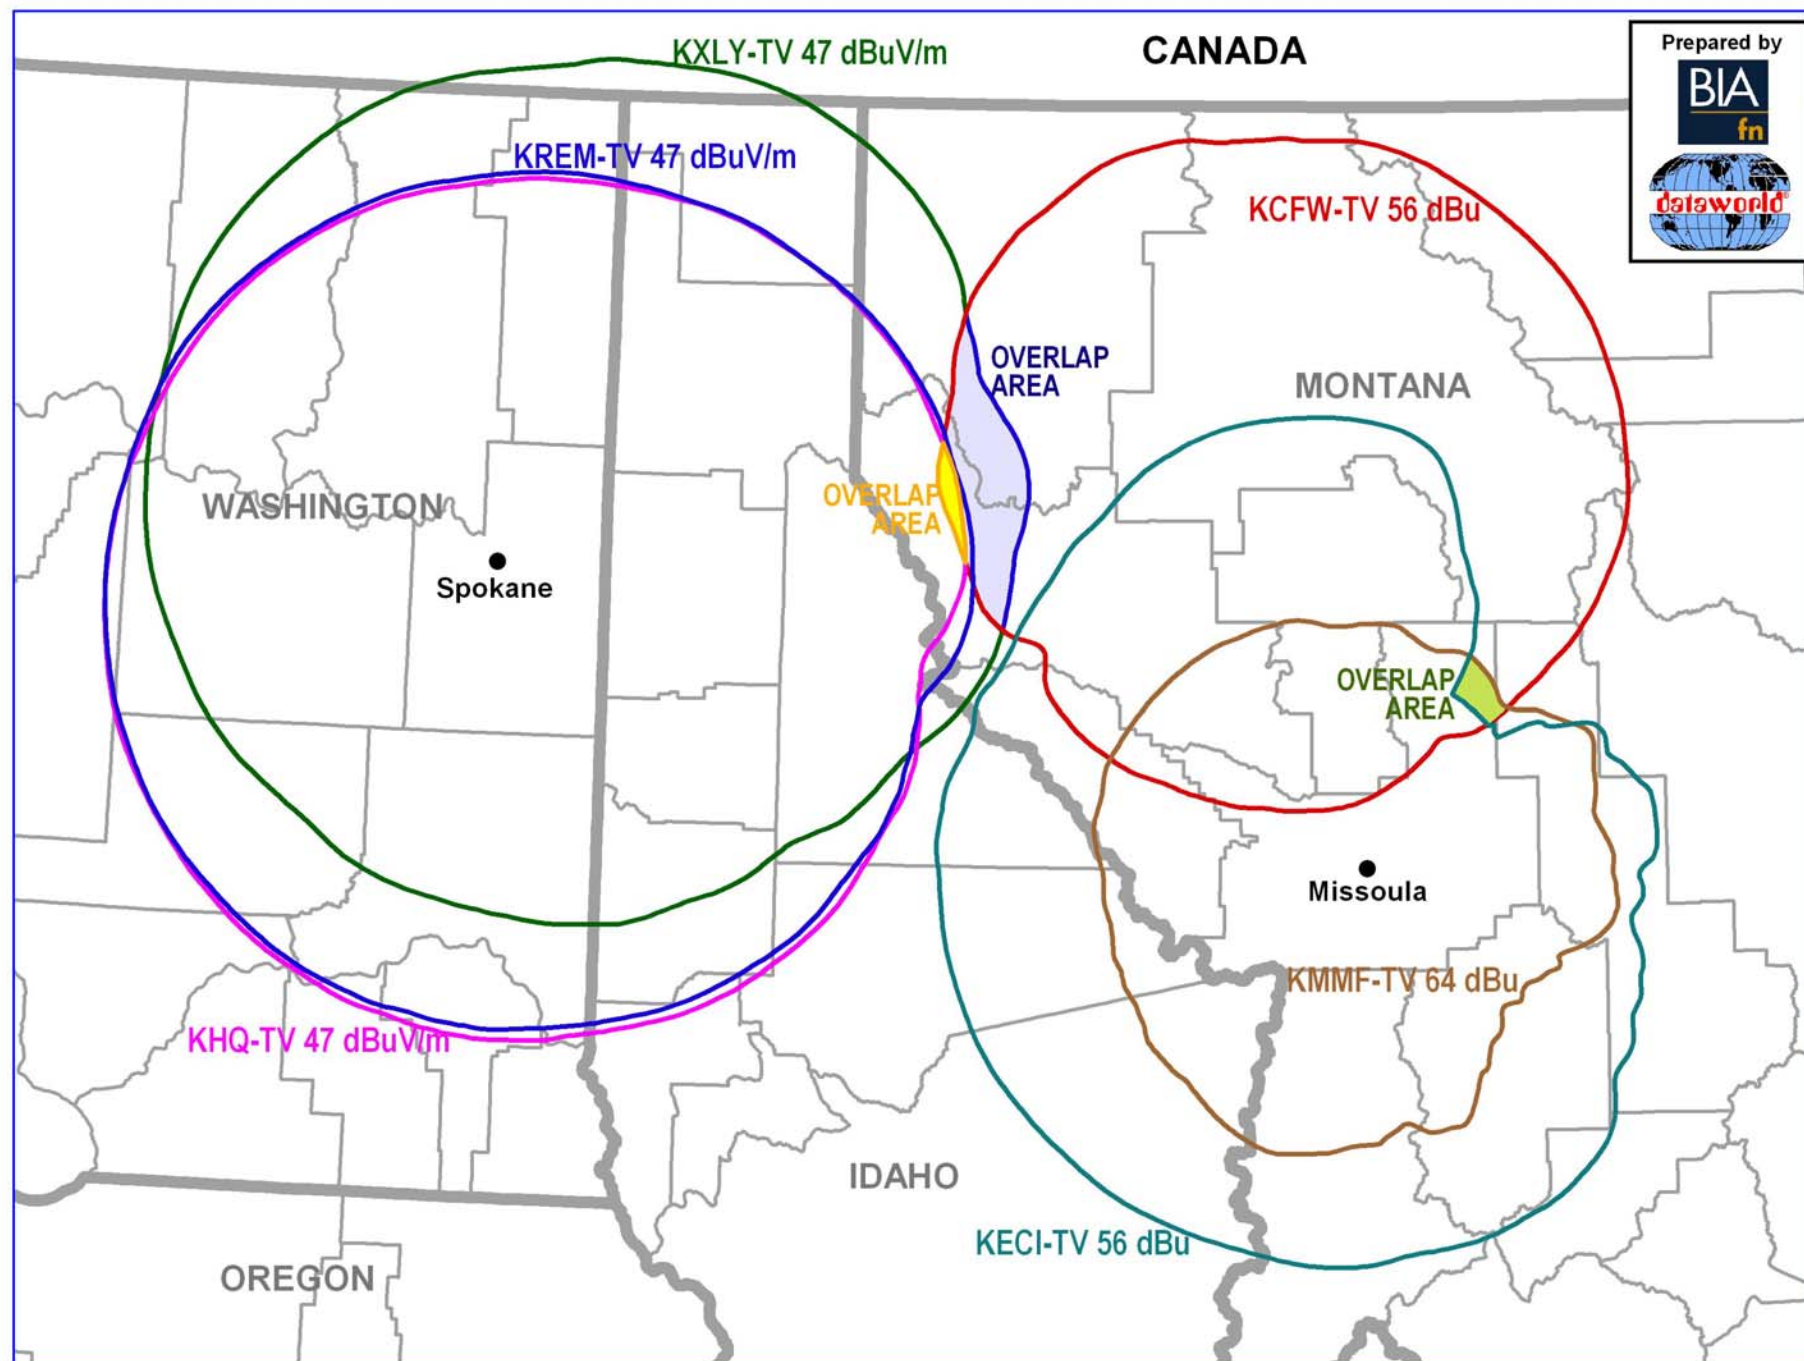 KXLY-TV 47 dBuV/m
CANADA
Prepared by
BIA
fn
dataworld®
KREM-TV 47 dBuV/m
KCFW-TV 56 dBu
OVERLAP
AREA
MONTANA
WASHINGTON
OVERLAP
AREA
Spokane
OVERLAP
AREA
Missoula
KMMF-TV 64 dBu
KHQ-TV 47 dBuV/m
IDAHO
KECI-TV 56 dBu
OREGON